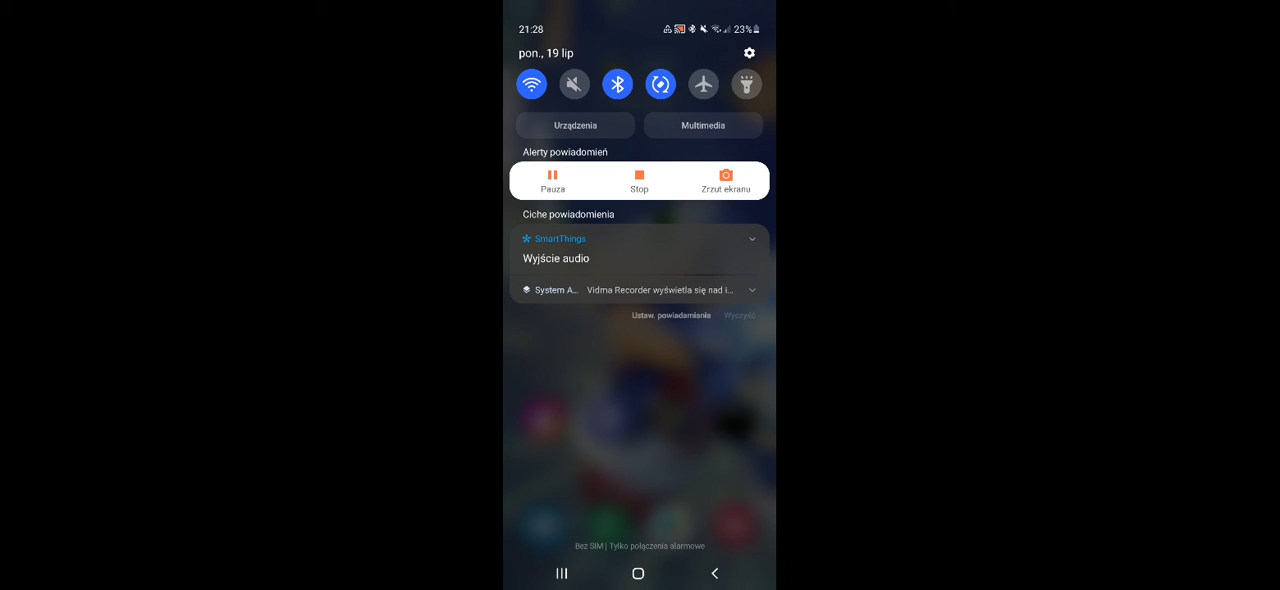 21:28 23%
pon., 19 lip
Urządzenia Multimedia
Alerty powiadomień
Pauza Stop Zrzut ekranu
Ciche powiadomienia
SmartThings
Wyjście audio
System A... Vidma Recorder wyświetla się nad i...
Ustaw. powiadamiania Wyczyść
Bez SIM | Tylko połączenia alarmowe